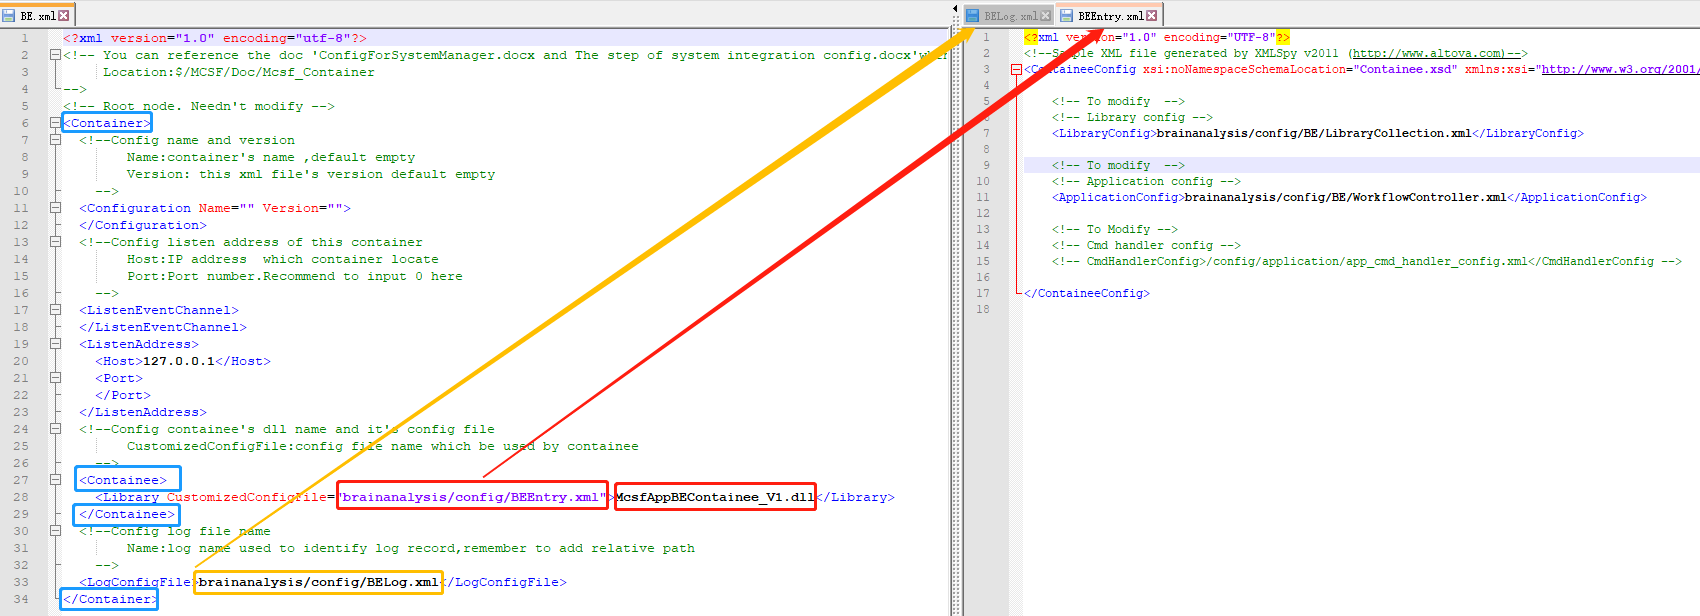 BE.xml
1 <?xml version="1.0" encoding="utf-8"?>
2 <!-- You can reference the doc 'ConfigForSystemManager.docx and The step of system integration config.docx'
3 Location:$/MCSF/Doc/Mcsf_Container
4 -->
5 <!-- Root node. Needn't modify -->
6 <Container>
7 <!--Config name and version
8 Name:container's name ,default empty
9 Version: this xml file's version default empty
10 -->
11 <Configuration Name="" Version="">
12 </Configuration>
13 <!--Config listen address of this container
14 Host:IP address  which container locate
15 Port:Port number.Recommend to input 0 here
16 -->
17 <ListenEventChannel>
18 </ListenEventChannel>
19 <ListenAddress>
20 <Host>127.0.0.1</Host>
21 <Port>
22 </Port>
23 </ListenAddress>
24 <!--Config containee's dll name and it's config file
25 CustomizedConfigFile:config file name which be used by containee
26 -->
27 <Containee>
28 <Library CustomizedConfigFile="brainanalysis/config/BEEntry.xml">McsfAppBEContainee_V1.dll</Library>
29 </Containee>
30 <!--Config log file name
31 Name:log name used to identify log record,remember to add relative path
32 -->
33 <LogConfigFile>brainanalysis/config/BELog.xml</LogConfigFile>
34 </Container>
BELog.xml BEEntry.xml
1 <?xml version="1.0" encoding="UTF-8"?>
2 <!--Sample XML file generated by XMLSpy v2011 (http://www.altova.com)-->
3 <ContaineeConfig xsi:noNamespaceSchemaLocation="Containee.xsd" xmlns:xsi="http://www.w3.org/2001/
4
5 <!-- To modify  -->
6 <!-- Library config -->
7 <LibraryConfig>brainanalysis/config/BE/LibraryCollection.xml</LibraryConfig>
8
9 <!-- To modify  -->
10 <!-- Application config -->
11 <ApplicationConfig>brainanalysis/config/BE/WorkflowController.xml</ApplicationConfig>
12
13 <!-- To Modify -->
14 <!-- Cmd handler config -->
15 <!-- CmdHandlerConfig>/config/application/app_cmd_handler_config.xml</CmdHandlerConfig -->
16
17 </ContaineeConfig>
18